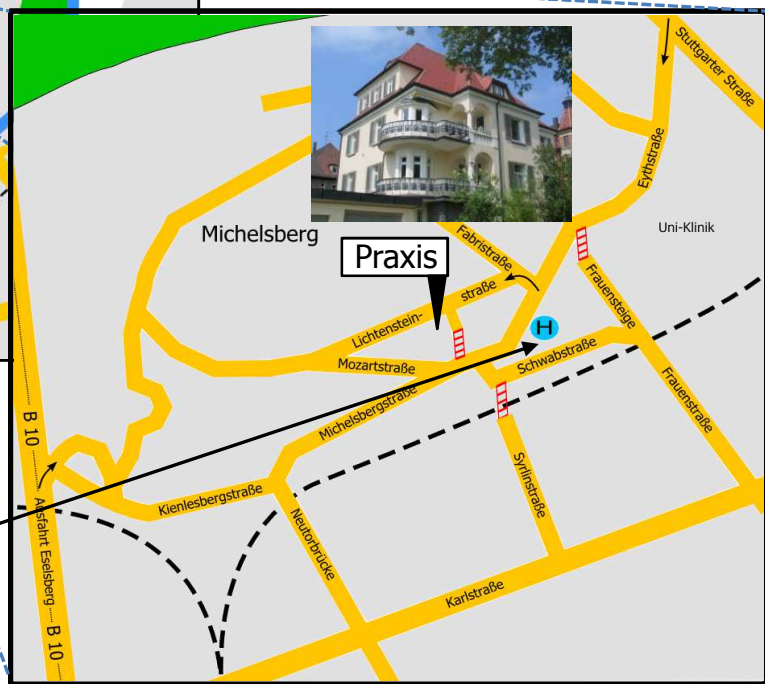 Stuttgarter Straße
Eythstraße
Uni-Klinik
Michelsberg
Fabristraße
Praxis
Lichtenstein-
straße
Frauensteige
H
Mozartstraße
Schwabstraße
Michelsbergstraße
Frauenstraße
B 10
Ausfahrt Eselsberg
B 10
Kienlesbergstraße
Neutorbrücke
Syrlinstraße
Karlstraße